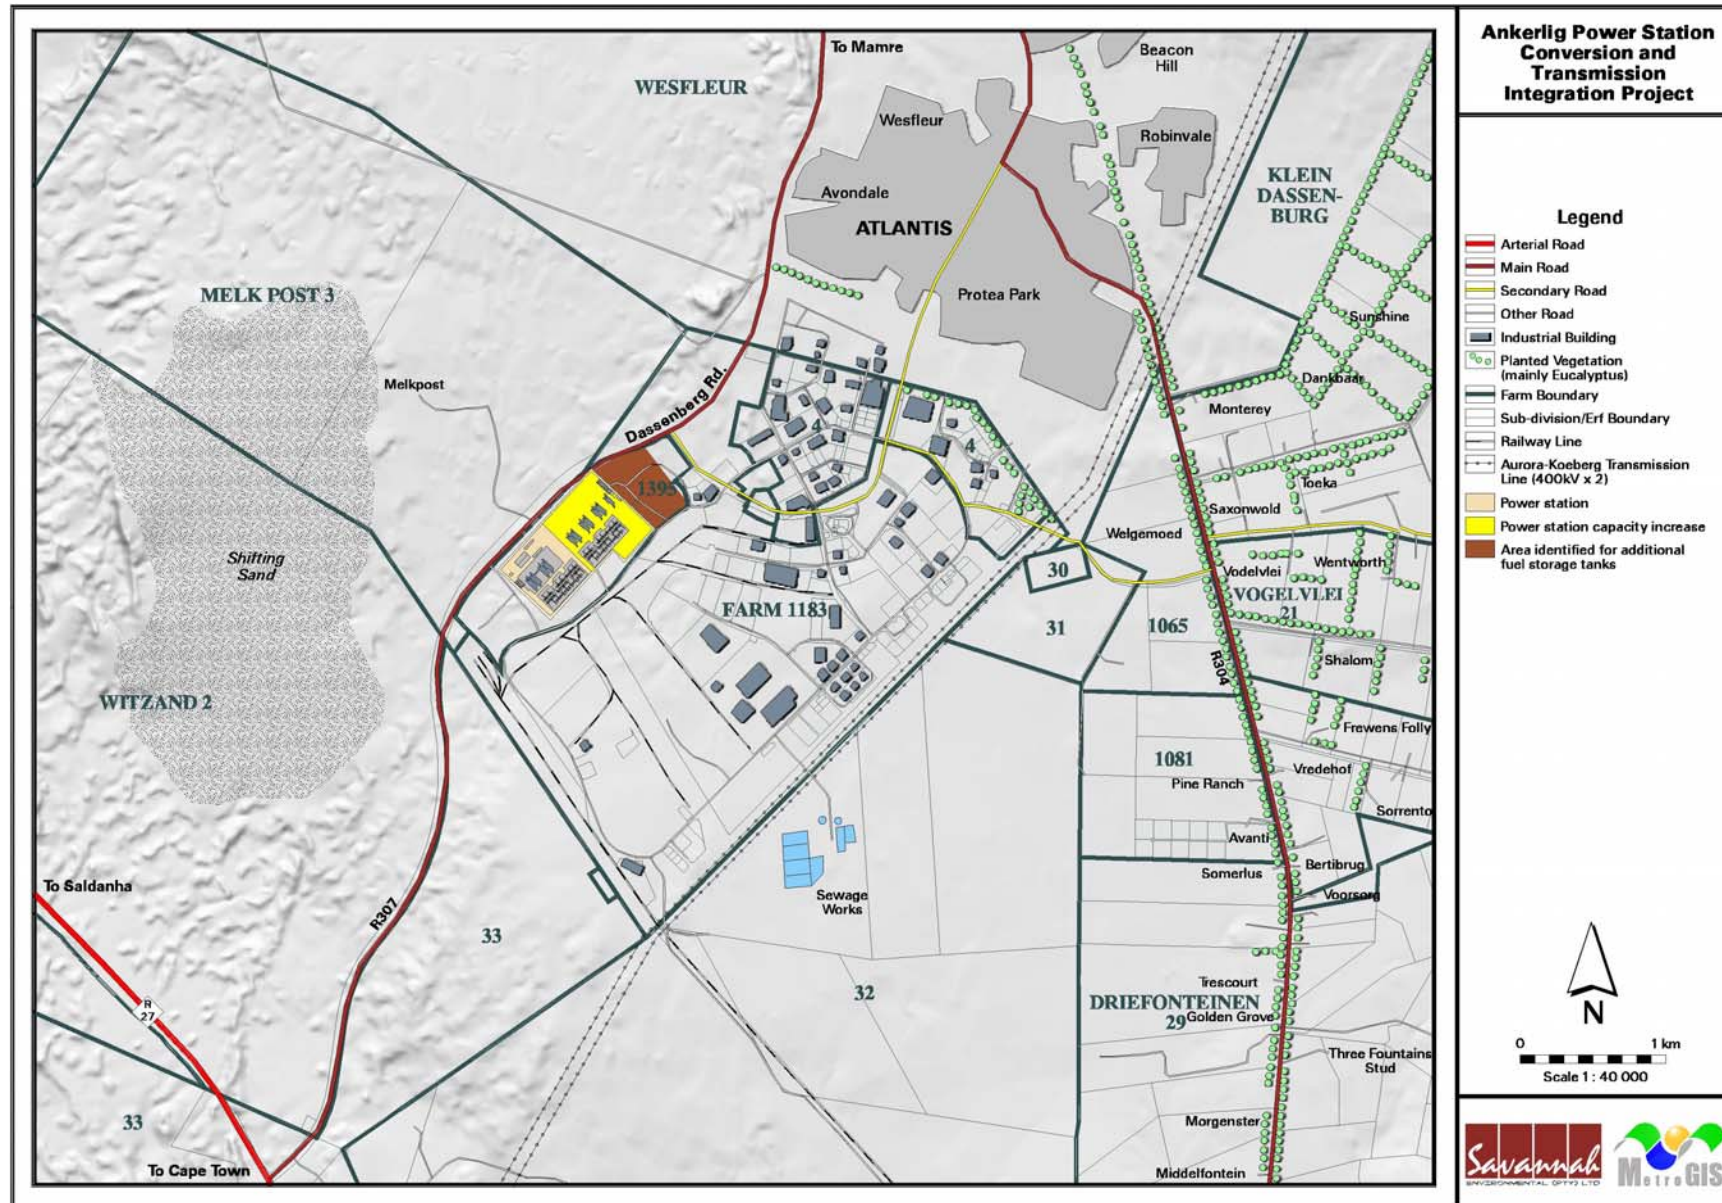 Ankerlig Power Station
Conversion and
Transmission
Integration Project
Legend
Arterial Road
Main Road
Secondary Road
Other Road
Industrial Building
Planted Vegetation
(mainly Eucalyptus)
Farm Boundary
Sub-division/Erf Boundary
Railway Line
Aurora-Koeberg Transmission
Line (400kV x 2)
Power station
Power station capacity increase
Area identified for additional
fuel storage tanks
N
0 1 km
Scale 1 : 40 000
Savannah
ENVIRONMENTAL (PTY) LTD
MetroGIS
To Mamre
Beacon
Hill
WESFLEUR
Wesfleur
Robinvale
KLEIN
DASSEN-
BURG
Avondale
ATLANTIS
MELK POST 3
Protea Park
Sunshine
Melkpost
Dassenberg Rd.
Dankbaar
Monterey
4
4
1395
Toeka
Saxonwold
Welgemoed
Shifting
Sand
30
Vodelvlei
Wentworth
VOGELVLEI
21
FARM 1183
31
1065
R304
Shalom
WITZAND 2
Frewens Folly
1081
Pine Ranch
Vredehof
Sorrento
Avanti
Bertibrug
Somerlus
Voorsorg
To Saldanha
Sewage
Works
R307
33
32
Trescourt
DRIEFONTEINEN
29
Golden Grove
R
27
Three Fountains
Stud
33
Morgenster
To Cape Town
Middelfontein